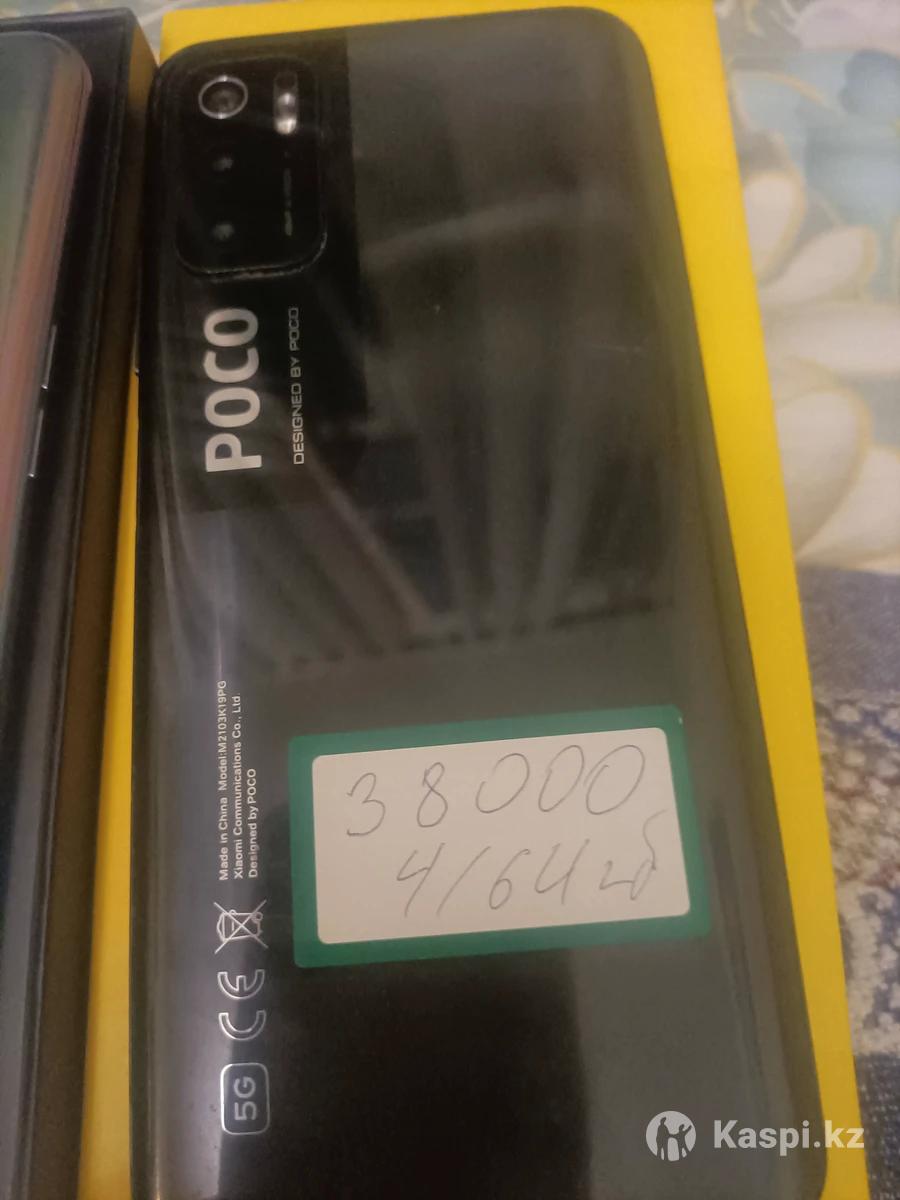 POCO
DESIGNED BY POCO
Made in China Model:M2103K19PG
Xiaomi Communications Co., Ltd.
Designed by POCO
CE
5G
38000
4/64гб
Kaspi.kz